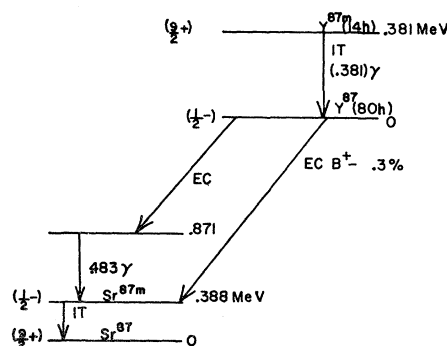 (9/2+) Y87m(14h) .381 MeV
IT
(.381)γ
(1/2-) Y87(80h) 0
EC B+- .3%
EC
.871
.483γ
(1/2-) Sr87m .388 MeV
IT
(9/2+) Sr87 0